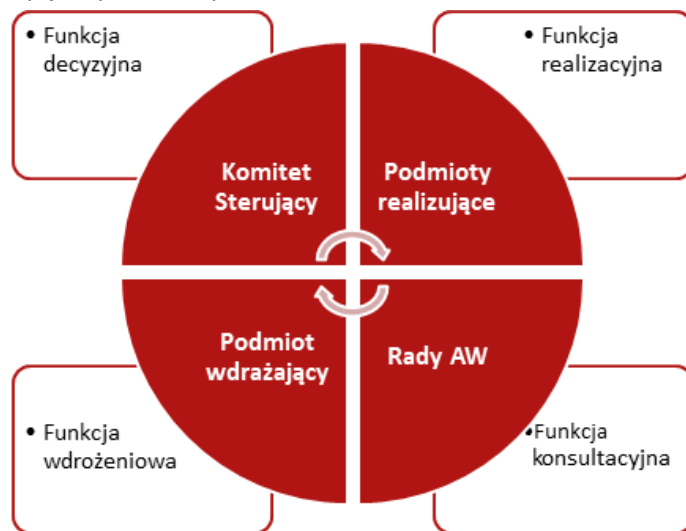 • Funkcja
decyzyjna
• Funkcja
realizacyjna
Komitet
Sterujący
Podmioty
realizujące
Podmiot
wdrażający
Rady AW
• Funkcja
wdrożeniowa
•Funkcja
konsultacyjna